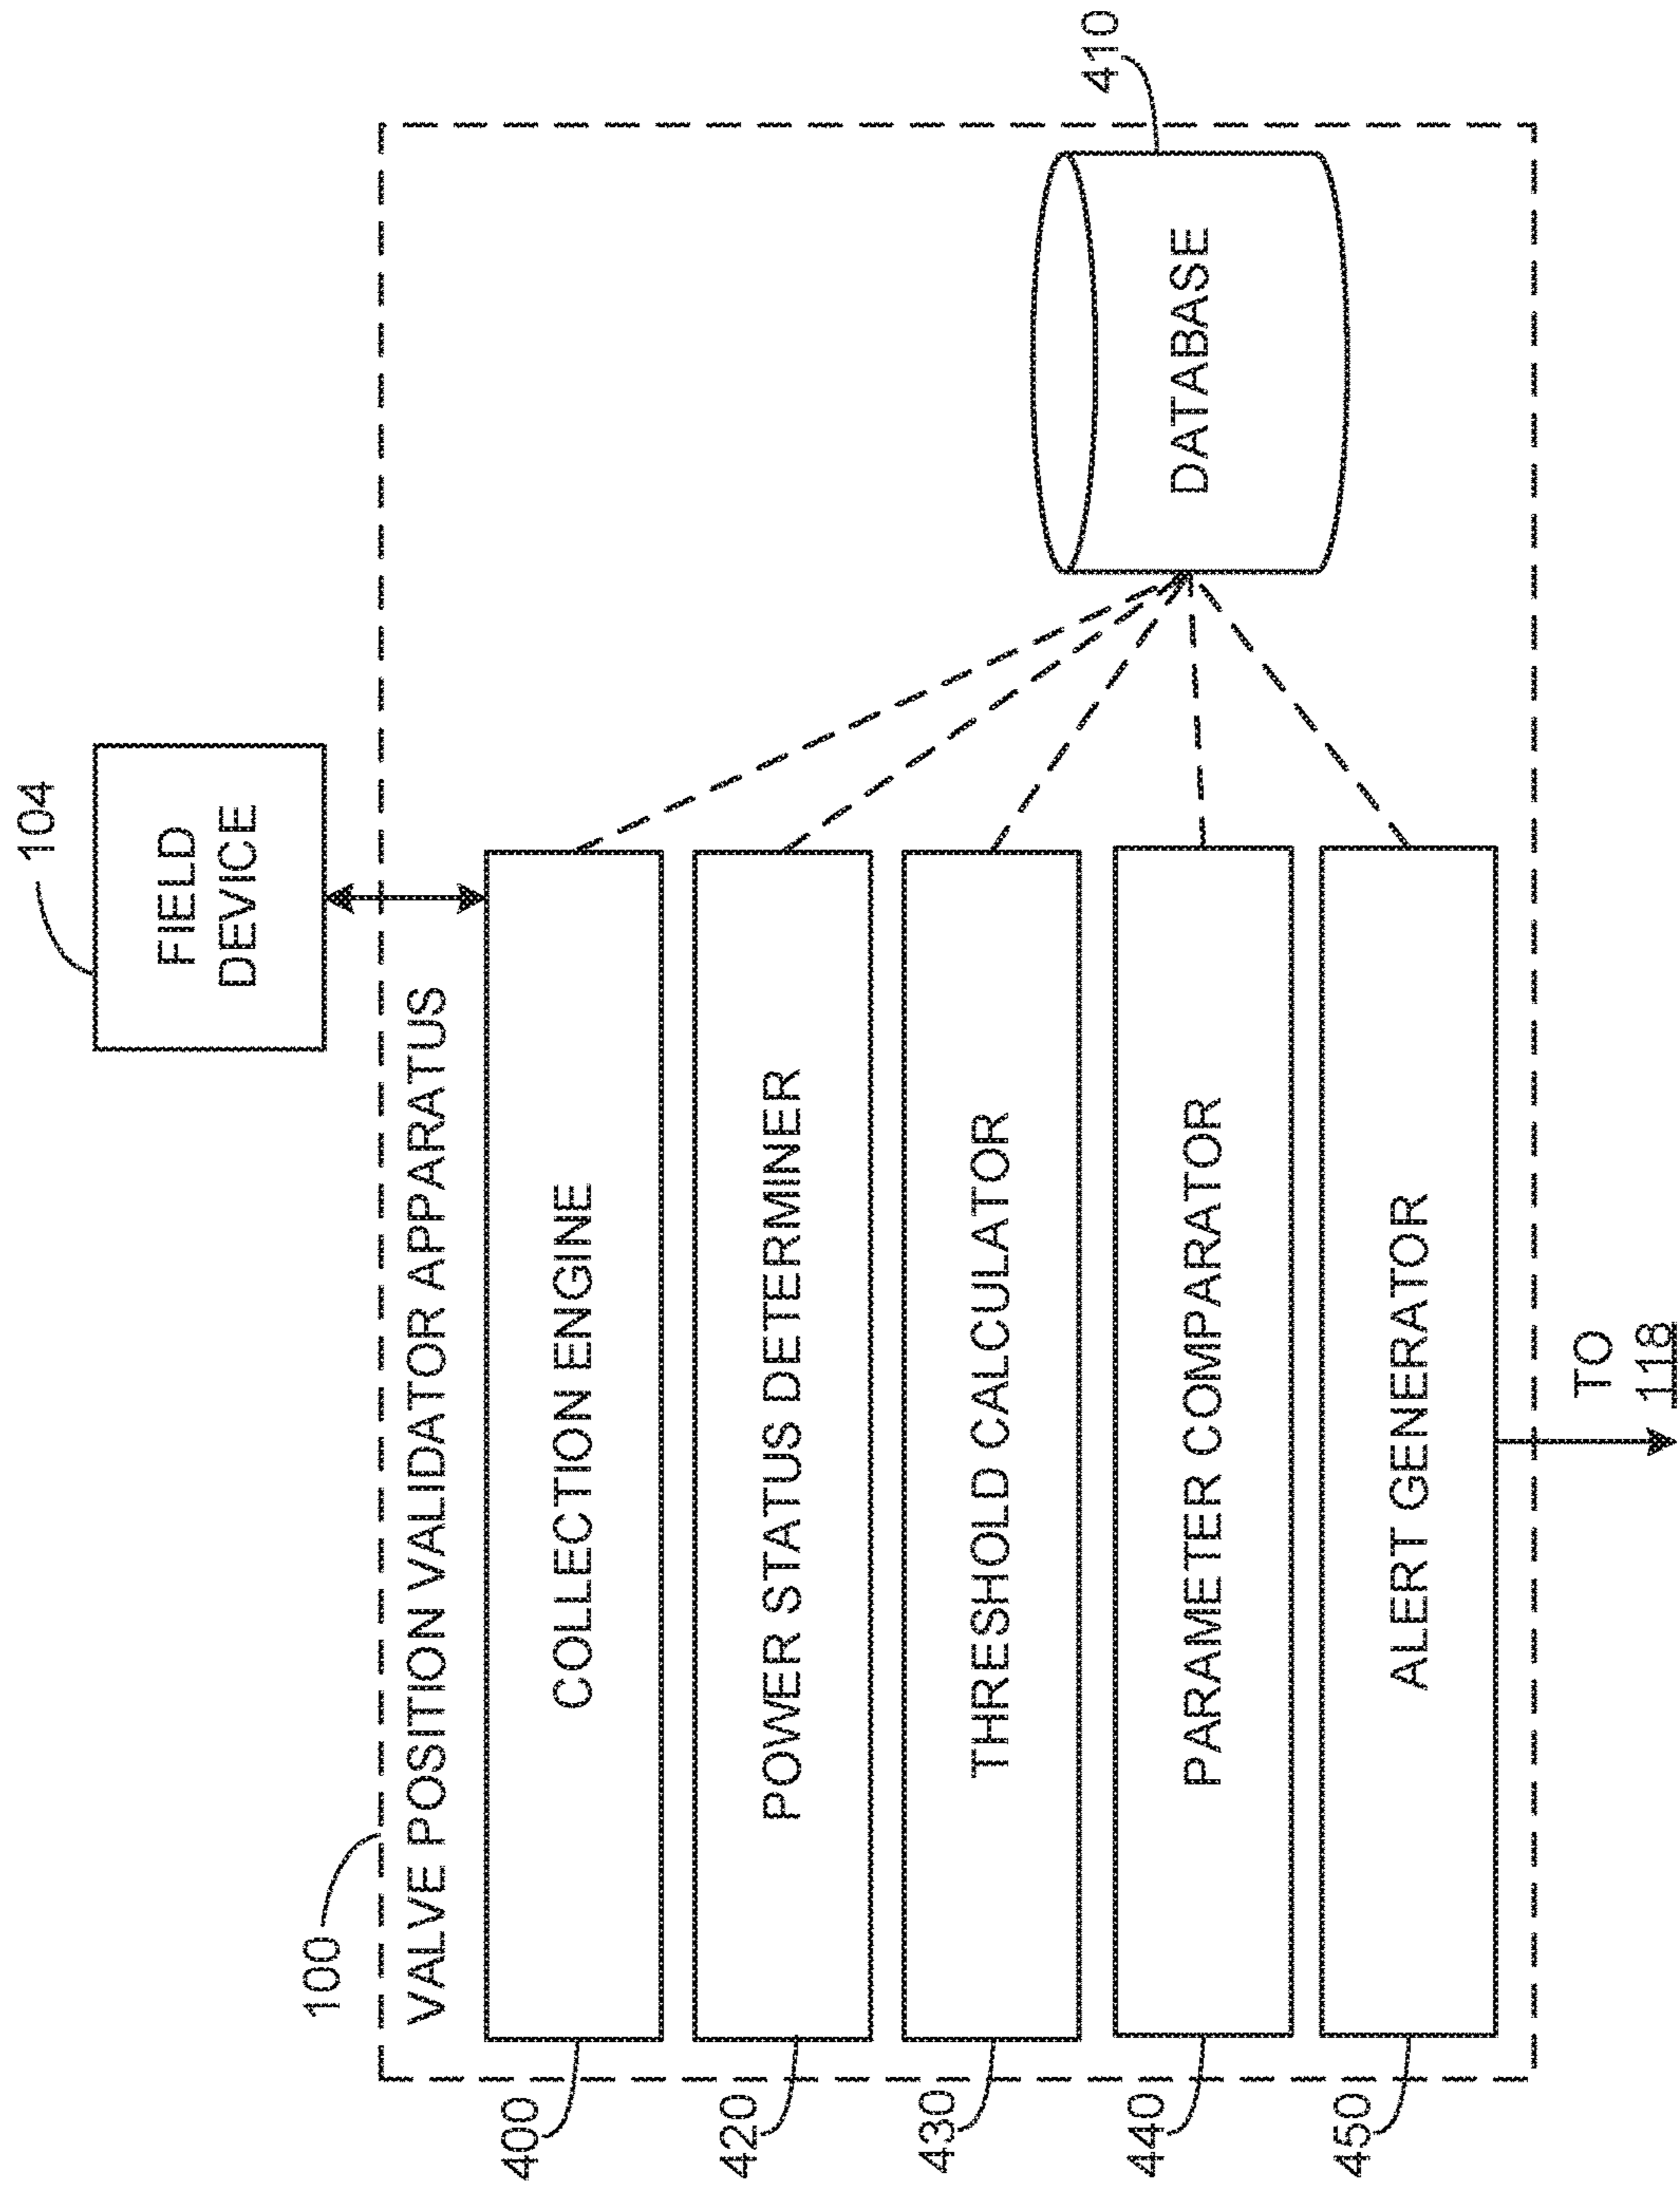 104
FIELD
DEVICE
100
VALVE POSITION VALIDATOR APPARATUS
400
COLLECTION ENGINE
420
POWER STATUS DETERMINER
430
THRESHOLD CALCULATOR
440
PARAMETER COMPARATOR
450
ALERT GENERATOR
410
DATABASE
TO
118